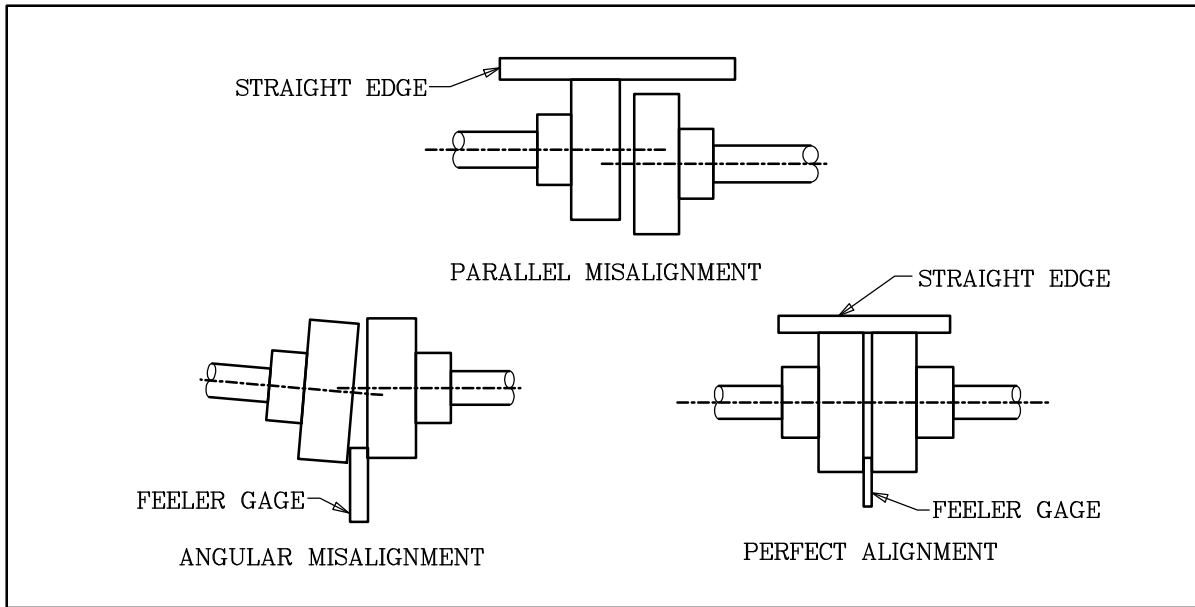 STRAIGHT EDGE
PARALLEL MISALIGNMENT
STRAIGHT EDGE
FEELER GAGE
ANGULAR MISALIGNMENT
FEELER GAGE
PERFECT ALIGNMENT